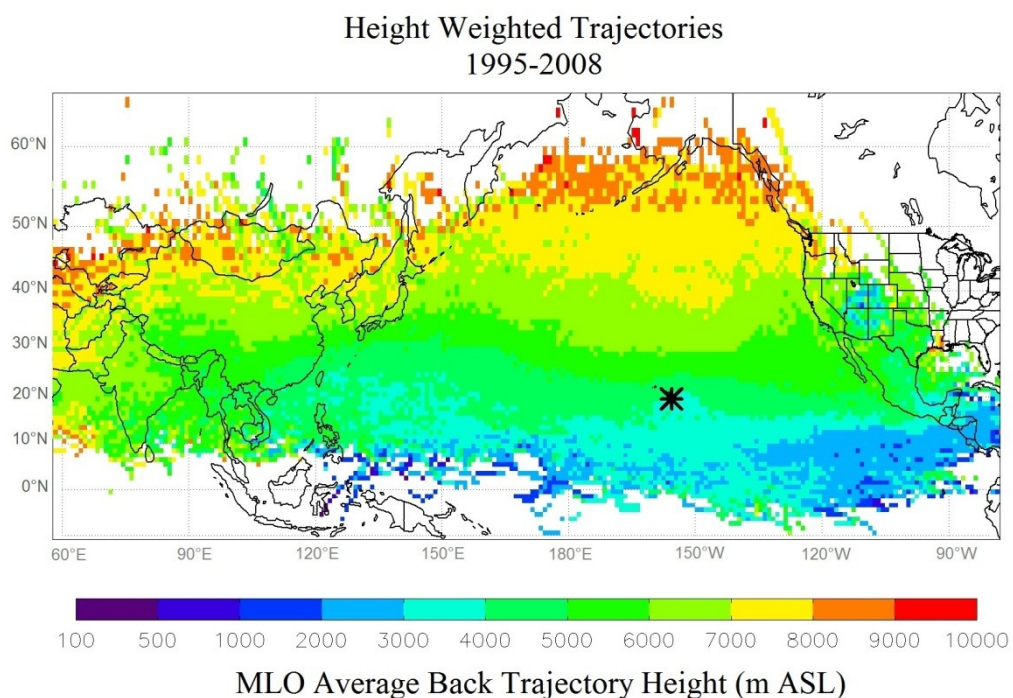 Height Weighted Trajectories
1995-2008
60°N
50°N
40°N
30°N
20°N
10°N
0°N
60°E 90°E 120°E 150°E 180°E 150°W 120°W 90°W
100 500 1000 2000 3000 4000 5000 6000 7000 8000 9000 10000
MLO Average Back Trajectory Height (m ASL)